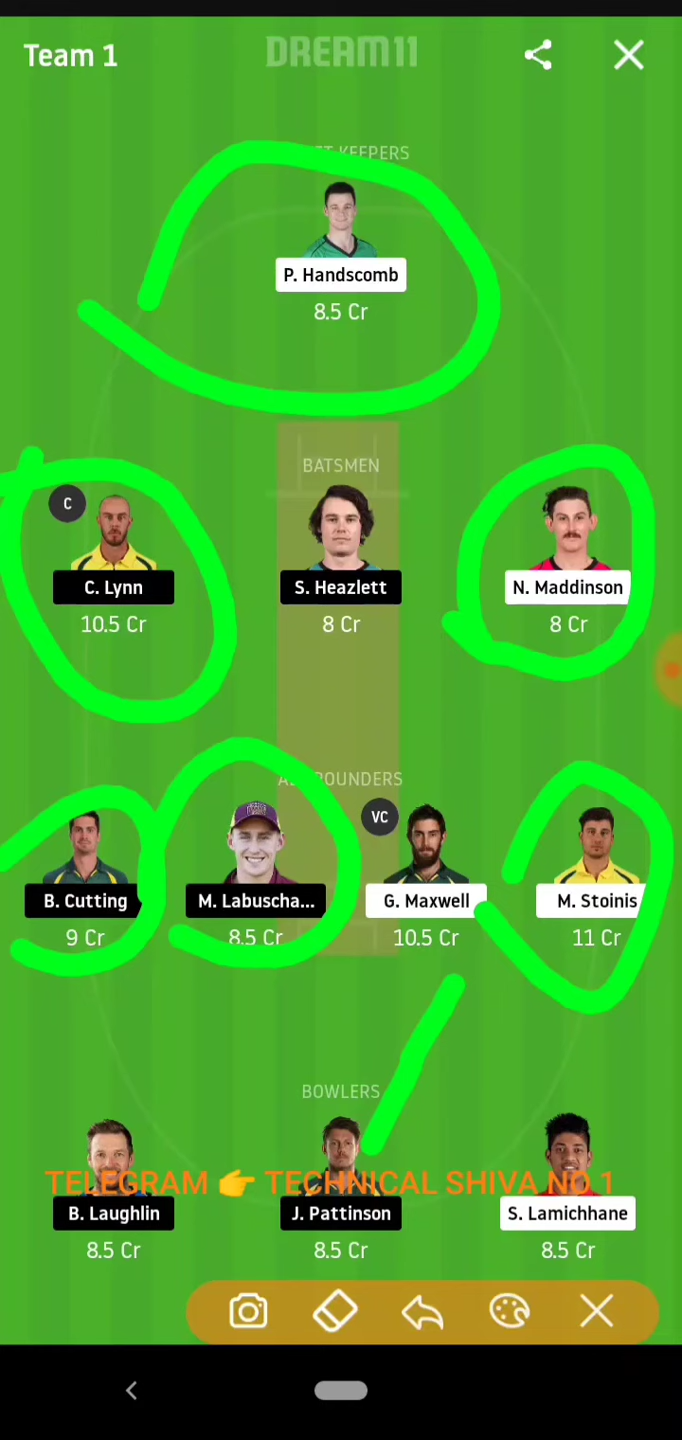 Team 1 DREAM11
KEEPERS
P. Handscomb
8.5 Cr
BATSMEN
C
C. Lynn S. Heazlett N. Maddinson
10.5 Cr 8 Cr 8 Cr
VC
B. Cutting M. Labuscha... G. Maxwell M. Stoinis
9 Cr 8.5 Cr 10.5 Cr 11 Cr
BOWLERS
TELEGRAM 👉 TECHNICAL SHIVA NO 1
B. Laughlin J. Pattinson S. Lamichhane
8.5 Cr 8.5 Cr 8.5 Cr